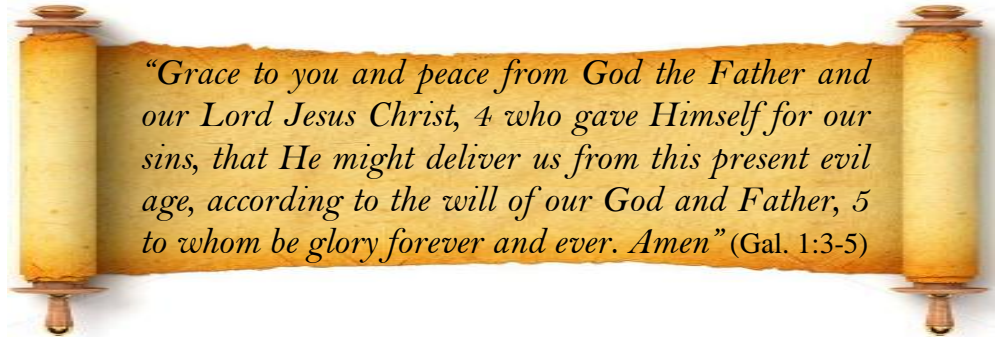 “Grace to you and peace from God the Father and
our Lord Jesus Christ, 4 who gave Himself for our
sins, that He might deliver us from this present evil
age, according to the will of our God and Father, 5
to whom be glory forever and ever. Amen” (Gal. 1:3-5)